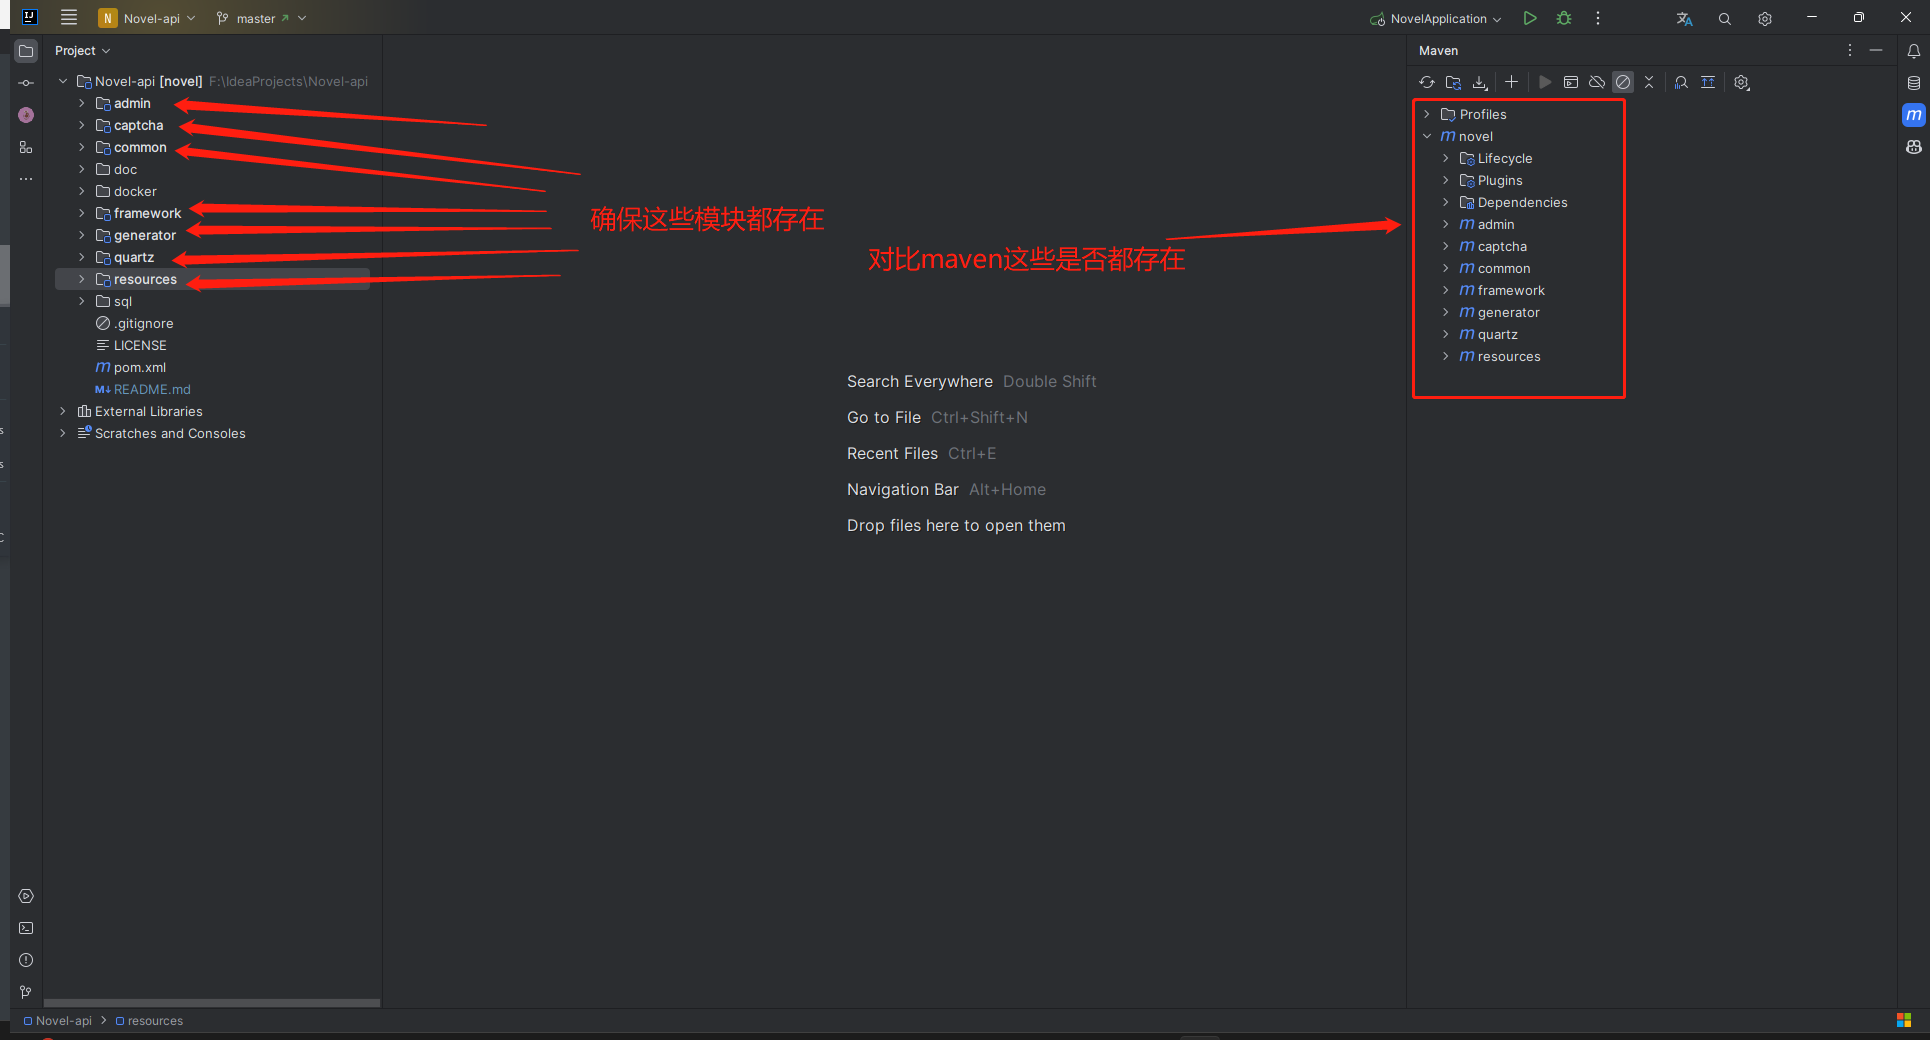 Novel-api
master
NovelApplication
Project
Novel-api [novel] F:\IdeaProjects\Novel-api
admin
captcha
common
doc
docker
framework
generator
quartz
resources
sql
.gitignore
LICENSE
pom.xml
README.md
External Libraries
Scratches and Consoles
确保这些模块都存在
对比maven这些是否都存在
Search Everywhere Double Shift
Go to File Ctrl+Shift+N
Recent Files Ctrl+E
Navigation Bar Alt+Home
Drop files here to open them
Maven
Profiles
novel
Lifecycle
Plugins
Dependencies
admin
captcha
common
framework
generator
quartz
resources
Novel-api > resources